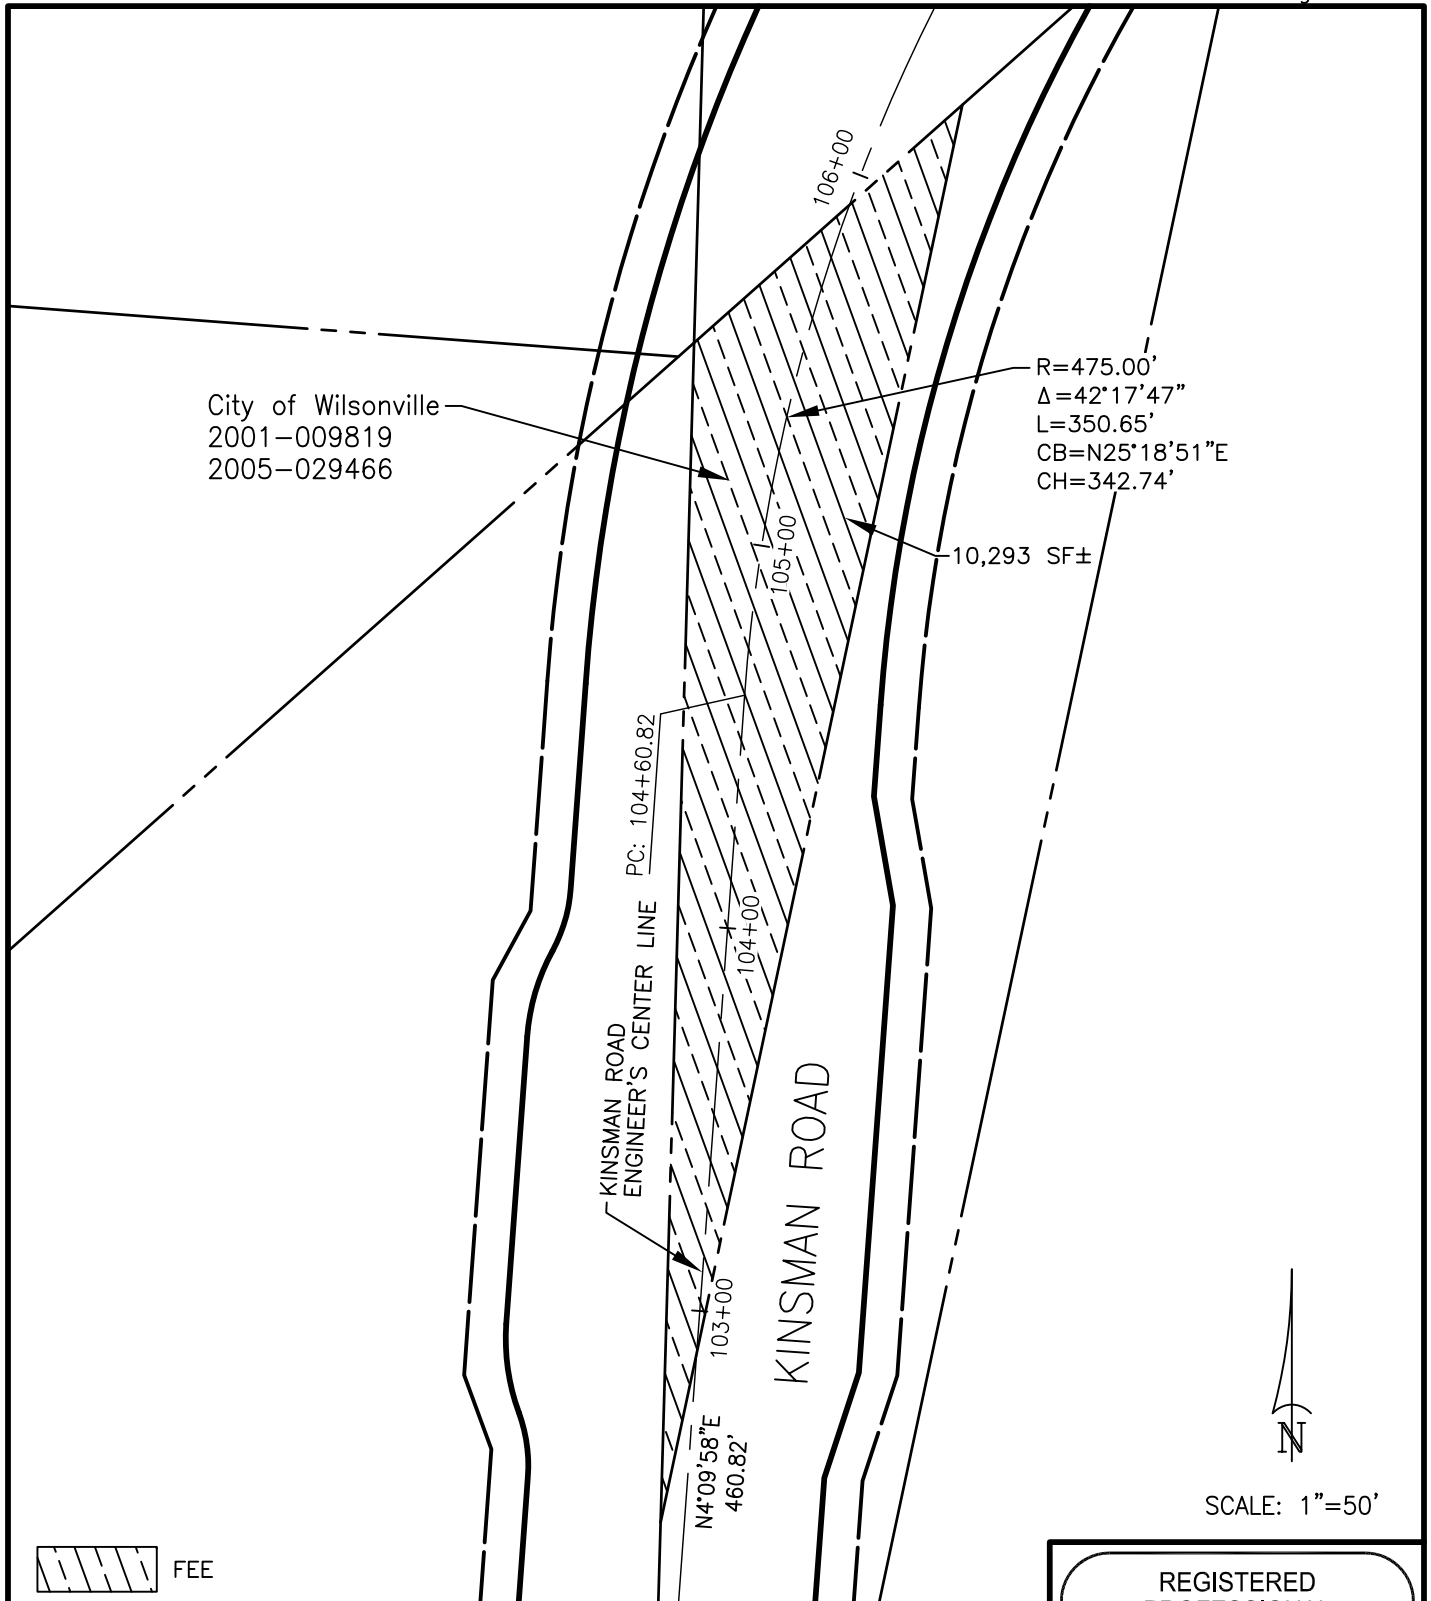 106+00
R=475.00'
Δ=42°17'47"
L=350.65'
CB=N25°18'51"E
CH=342.74'
City of Wilsonville
2001-009819
2005-029466
105+00
10,293 SF±
PC: 104+60.82
104+00
KINSMAN ROAD
ENGINEER'S CENTER LINE
KINSMAN ROAD
103+00
N4°09'58"E
460.82'
N
SCALE: 1"=50'
FEE
REGISTERED